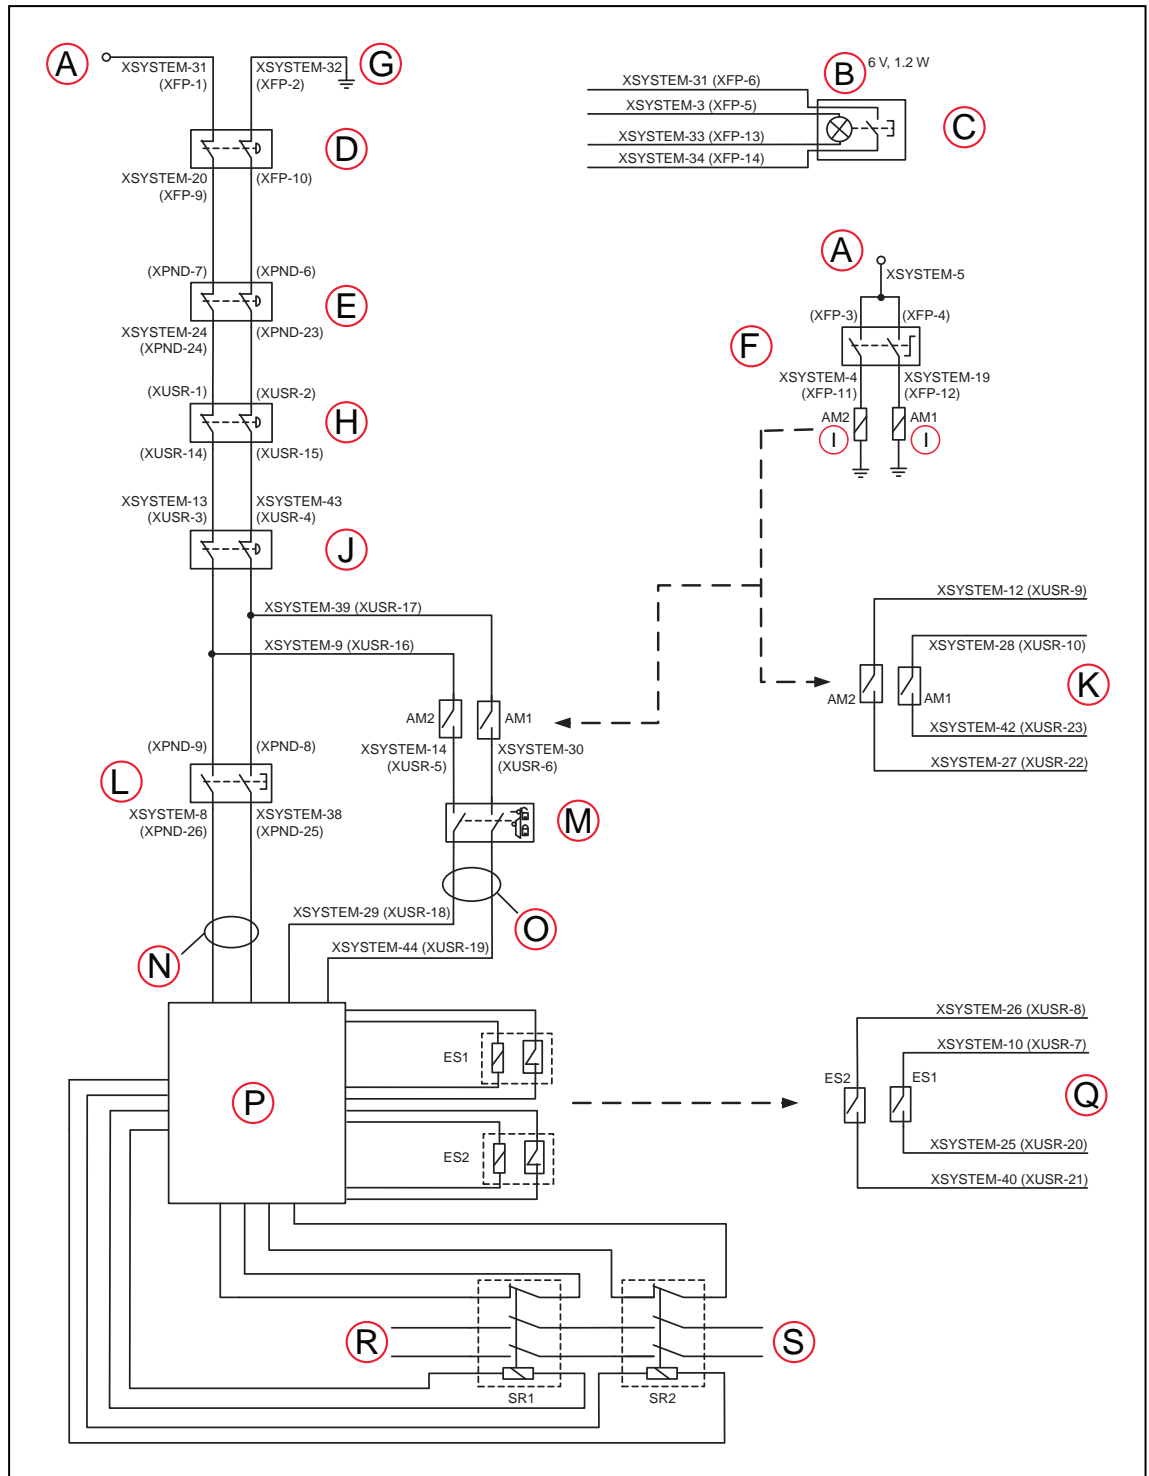 A
XSYSTEM-31
(XFP-1)
XSYSTEM-32
(XFP-2)
G
B
6 V, 1.2 W
XSYSTEM-31 (XFP-6)
XSYSTEM-3 (XFP-5)
XSYSTEM-33 (XFP-13)
XSYSTEM-34 (XFP-14)
C
D
XSYSTEM-20
(XFP-9)
(XFP-10)
A
XSYSTEM-5
(XPND-7)
(XPND-6)
E
XSYSTEM-24
(XPND-24)
(XPND-23)
(XFP-3)
(XFP-4)
F
XSYSTEM-4
(XFP-11)
XSYSTEM-19
(XFP-12)
(XUSR-1)
(XUSR-2)
H
AM2
AM1
I
I
(XUSR-14)
(XUSR-15)
XSYSTEM-13
(XUSR-3)
XSYSTEM-43
(XUSR-4)
J
XSYSTEM-39 (XUSR-17)
XSYSTEM-9 (XUSR-16)
XSYSTEM-12 (XUSR-9)
XSYSTEM-28 (XUSR-10)
K
AM2
AM1
XSYSTEM-42 (XUSR-23)
XSYSTEM-27 (XUSR-22)
AM2
AM1
(XPND-9)
(XPND-8)
XSYSTEM-14
(XUSR-5)
XSYSTEM-30
(XUSR-6)
L
XSYSTEM-8
(XPND-26)
XSYSTEM-38
(XPND-25)
M
XSYSTEM-29 (XUSR-18)
XSYSTEM-44 (XUSR-19)
O
N
P
ES1
ES2
XSYSTEM-26 (XUSR-8)
XSYSTEM-10 (XUSR-7)
ES2
ES1
Q
XSYSTEM-25 (XUSR-20)
XSYSTEM-40 (XUSR-21)
R
S
SR1
SR2